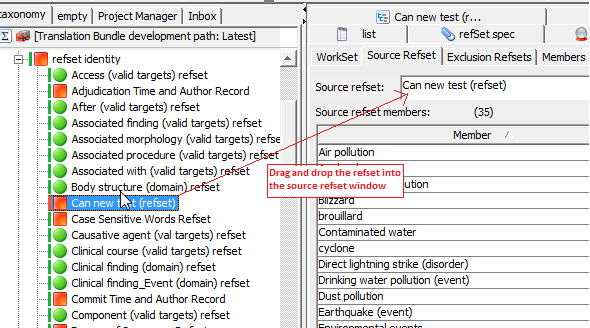 taxonomy
empty
Project Manager
Inbox
Σ
[Translation Bundle development path: Latest]
refset identity
Access (valid targets) refset
Adjudication Time and Author Record
After (valid targets) refset
Associated finding (valid targets) refset
Associated morphology (valid targets) refset
Associated procedure (valid targets) refset
Associated with (valid targets) refset
Body structure (domain) refset
Can new test (refset)
Case Sensitive Words Refset
Causative agent (val targets) refset
Clinical course (valid targets) refset
Clinical finding (domain) refset
Clinical finding_Event (domain) refset
Commit Time and Author Record
Component (valid targets) refset
Can new test (r...
list
refSet spec
WorkSet
Source Refset
Exclusion Refsets
Members
Source refset:
Can new test (refset)
Source refset members:
(35)
Member
Air pollution
Drag and drop the refset into
the source refset window
Blizzard
brouillard
Contaminated water
cyclone
Direct lightning strike (disorder)
Drinking water pollution (event)
Dust pollution
Earthquake (event)
Environmental events